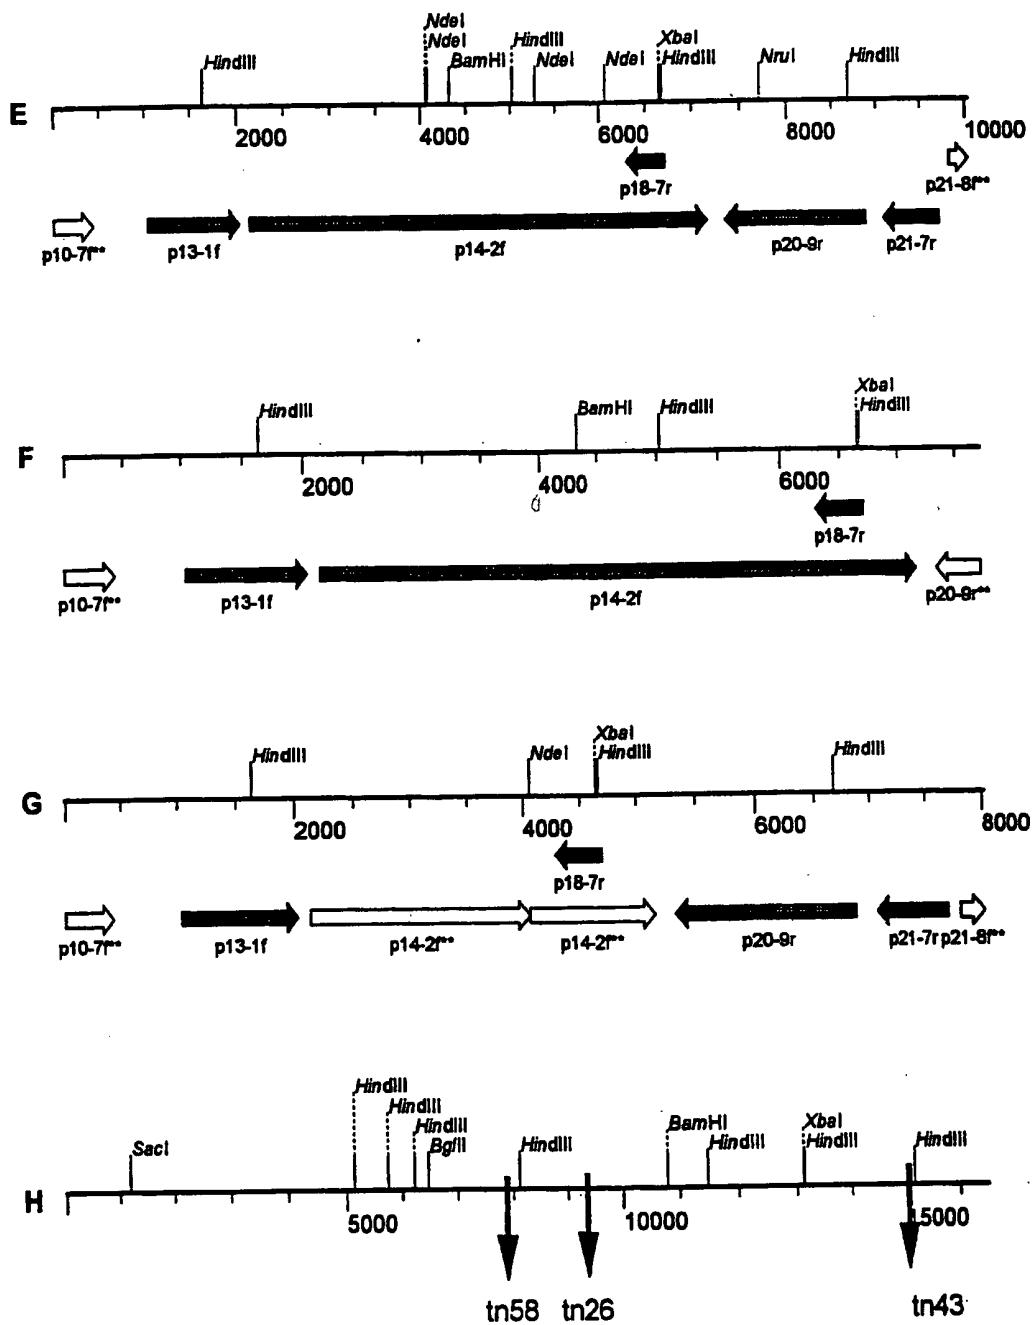 NdeI
NdeI
HindIII
BamHI
HindIII
NdeI
NdeI
XbaI
HindIII
NruI
HindIII
E
2000
4000
6000
8000
10000
p18-7r
p21-8f**
p10-7f**
p13-1f
p14-2f
p20-9r
p21-7r
HindIII
BamHI
HindIII
XbaI
HindIII
F
2000
4000
6000
p18-7r
p10-7f**
p13-1f
p14-2f
p20-9r**
HindIII
NdeI
XbaI
HindIII
HindIII
G
2000
4000
6000
8000
p18-7r
p10-7f**
p13-1f
p14-2f**
p14-2f**
p20-9r
p21-7r
p21-8f**
SacI
HindIII
HindIII
HindIII
BglII
HindIII
BamHI
HindIII
XbaI
HindIII
HindIII
H
5000
10000
15000
tn58
tn26
tn43